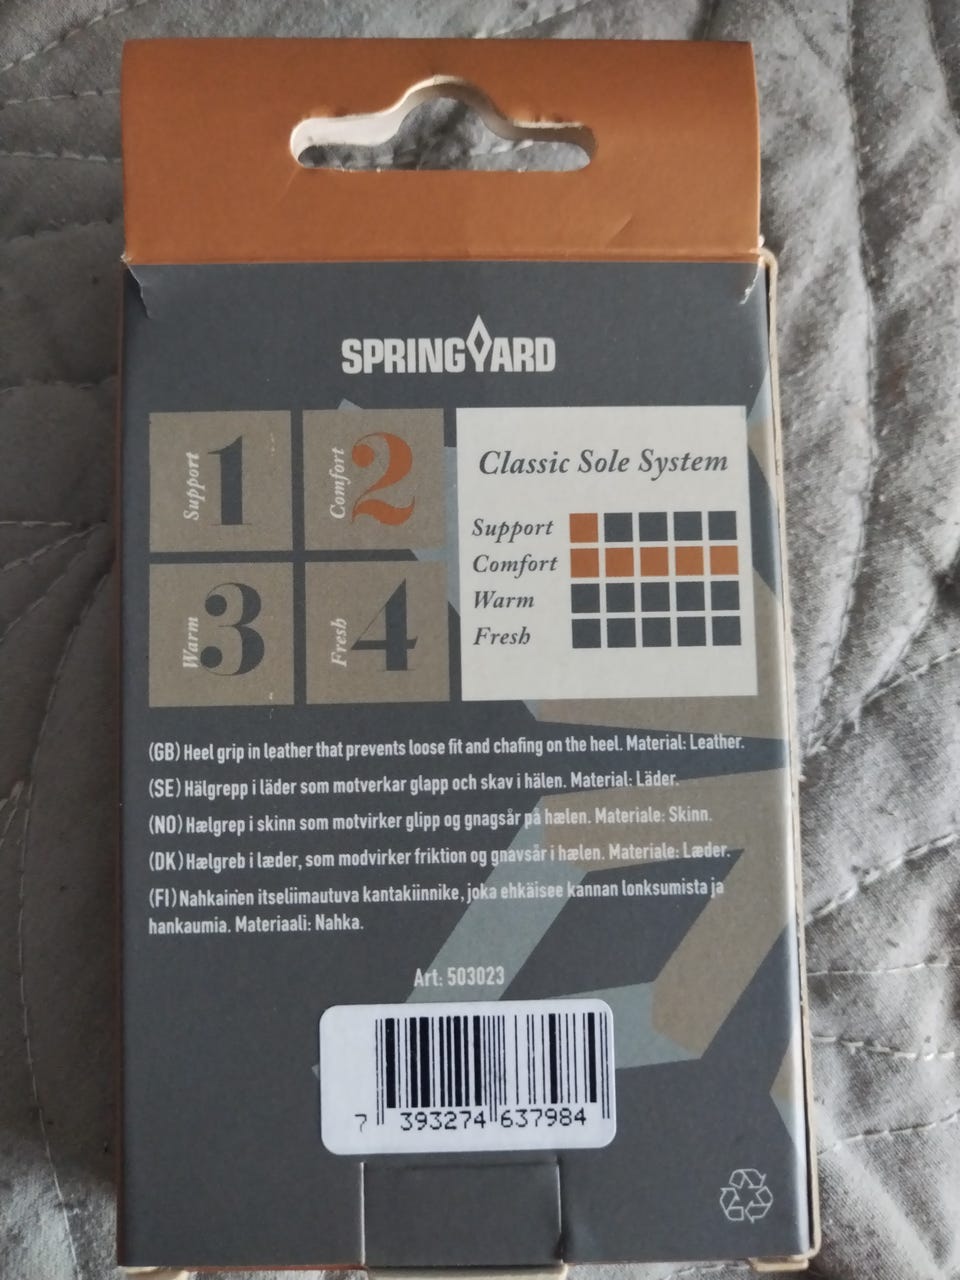 SPRINGYARD
Support 1
Comfort 2
Warm 3
Fresh 4
Classic Sole System
Support
Comfort
Warm
Fresh
(GB) Heel grip in leather that prevents loose fit and chafing on the heel. Material: Leather.
(SE) Hälgrepp i läder som motverkar glapp och skav i hälen. Material: Läder.
(NO) Hælgrep i skinn som motvirker glipp og gnagsår på hælen. Materiale: Skinn.
(DK) Hælgreb i læder, som modvirker friktion og gnavsår i hælen. Materiale: Læder.
(FI) Nahkainen itseliimautuva kantakiinnike, joka ehkäisee kannan lonksumista ja
hankaumia. Materiaali: Nahka.
Art: 503023
7 393274 637984